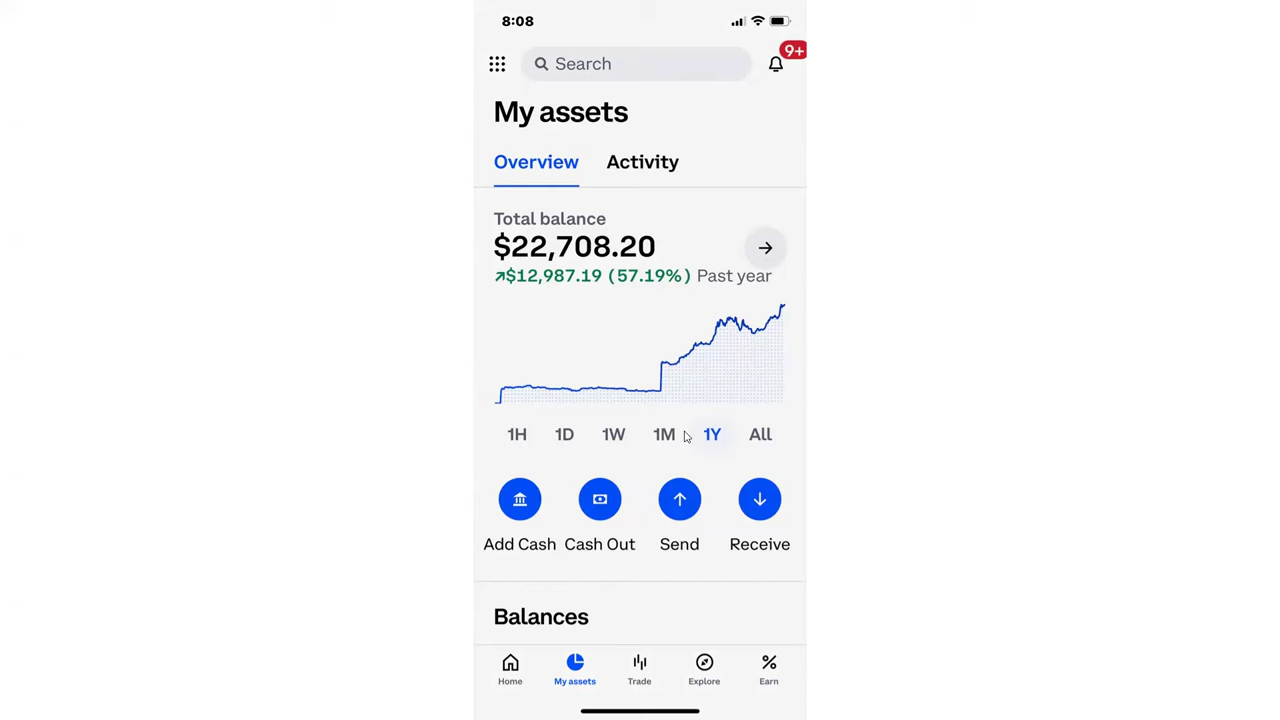 8:08
9+
Search
My assets
Overview Activity
Total balance
$22,708.20
$12,987.19 (57.19%) Past year
1H 1D 1W 1M 1Y All
Add Cash Cash Out Send Receive
Balances
Home My assets Trade Explore Earn